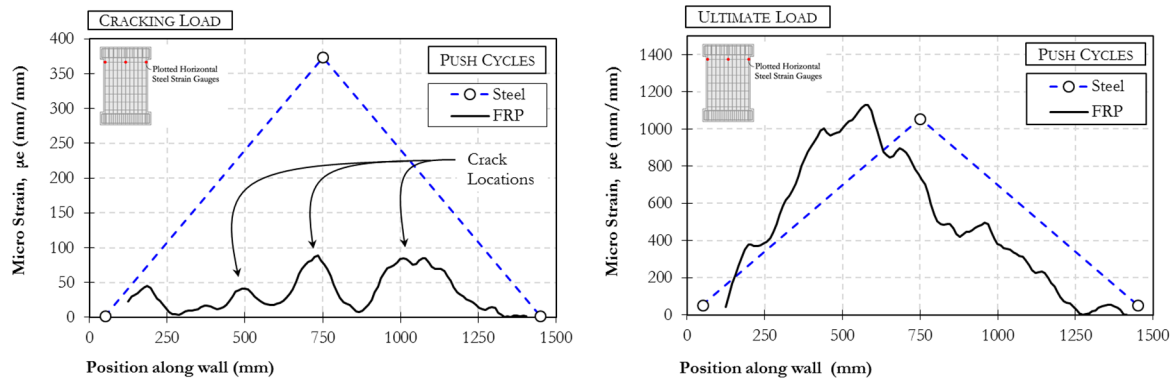 CRACKING LOAD
400
350
300
250
200
150
100
50
0
Micro Strain, με (mm/mm)
Plotted Horizontal
Steel Strain Gauges
PUSH CYCLES
Steel
FRP
Crack
Locations
0 250 500 750 1000 1250 1500
Position along wall (mm)
ULTIMATE LOAD
1400
1200
1000
800
600
400
200
0
Micro Strain, με (mm/mm)
Plotted Horizontal
Steel Strain Gauges
PUSH CYCLES
Steel
FRP
0 250 500 750 1000 1250 1500
Position along wall (mm)